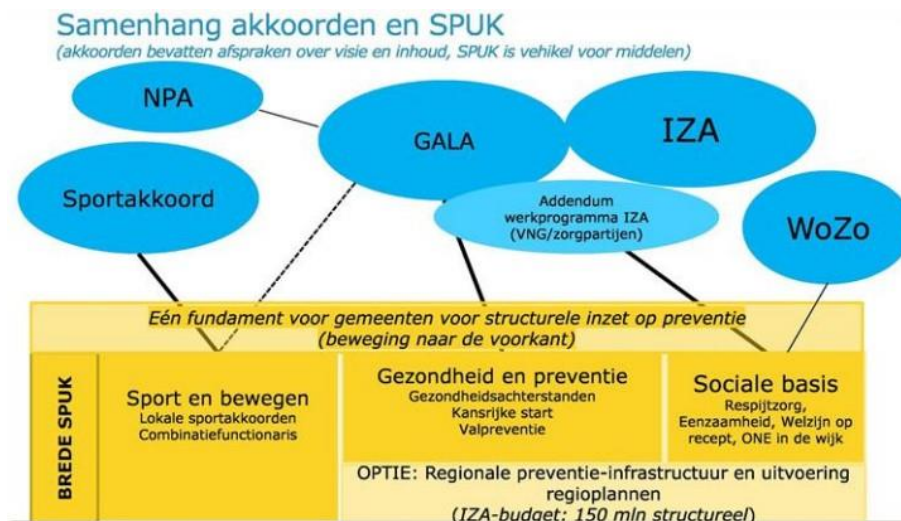 Samenhang akkoorden en SPUK
(akkoorden bevatten afspraken over visie en inhoud, SPUK is vehikel voor middelen)
NPA
GALA
IZA
Sportakkoord
Addendum
werkprogramma IZA
(VNG/zorgpartijen)
WoZo
Eén fundament voor gemeenten voor structurele inzet op preventie
(beweging naar de voorkant)
BREDE SPUK
Sport en bewegen
Lokale sportakkoorden
Combinatiefunctionaris
Gezondheid en preventie
Gezondheidsachterstanden
Kansrijke start
Valpreventie
Sociale basis
Respijtzorg,
Eenzaamheid, Welzijn op
recept, ONE in de wijk
OPTIE: Regionale preventie-infrastructuur en uitvoering
regioplannen
(IZA-budget: 150 mln structureel)